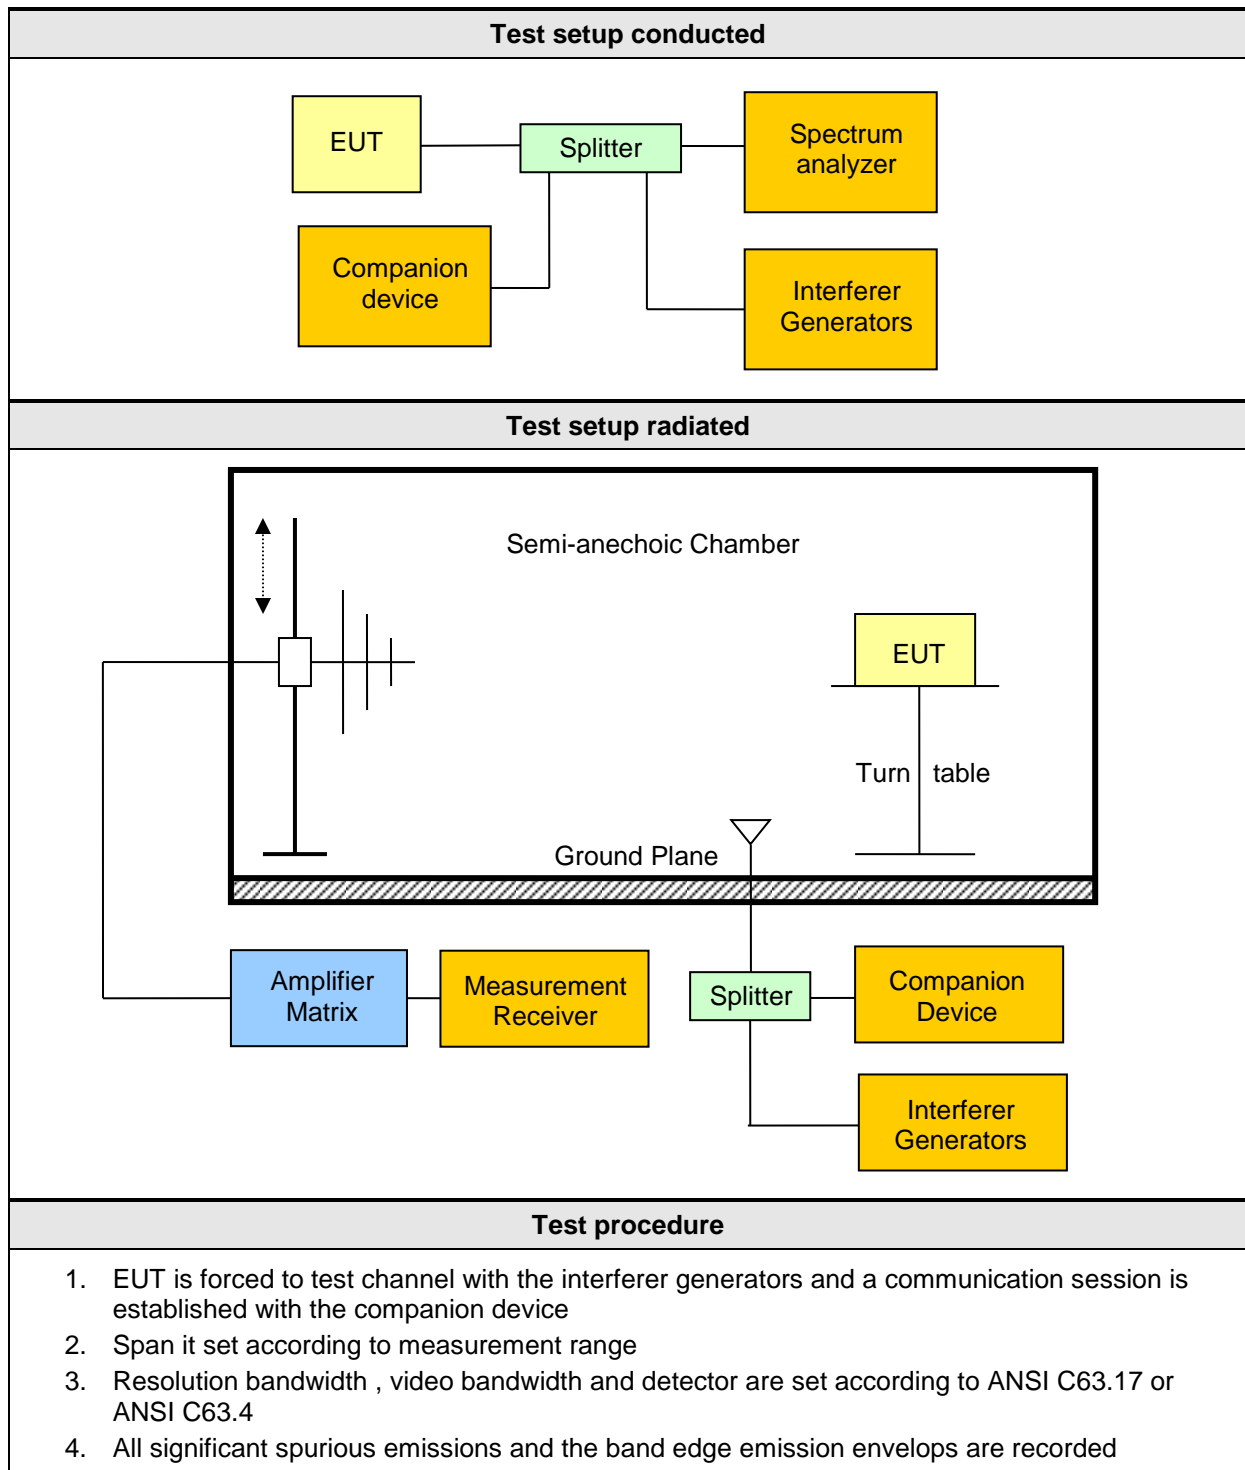 Test setup conducted
EUT
Splitter
Spectrum
analyzer
Companion
device
Interferer
Generators
Test setup radiated
Semi-anechoic Chamber
EUT
Turn table
Ground Plane
Amplifier
Matrix
Measurement
Receiver
Splitter
Companion
Device
Interferer
Generators
Test procedure
1. EUT is forced to test channel with the interferer generators and a communication session is
established with the companion device
2. Span it set according to measurement range
3. Resolution bandwidth , video bandwidth and detector are set according to ANSI C63.17 or
ANSI C63.4
4. All significant spurious emissions and the band edge emission envelops are recorded